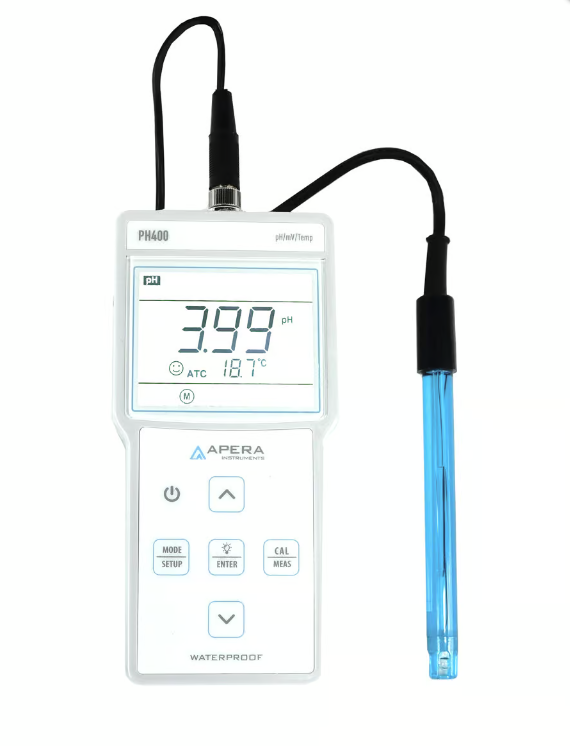 PH400 pH/mV/Temp
pH
3.99 pH
ATC 18.7°C
M
APERA
INSTRUMENTS
MODE
SETUP
ENTER
CAL
MEAS
WATERPROOF